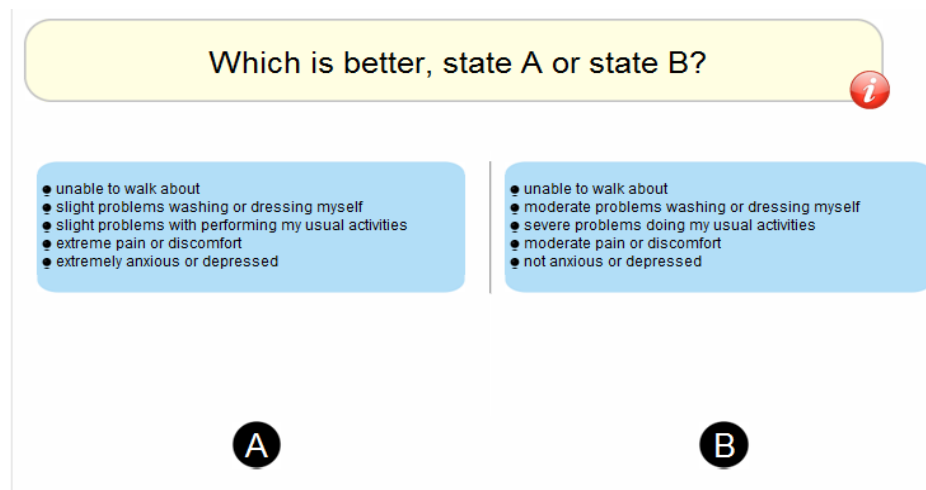 Which is better, state A or state B?
i
unable to walk about
slight problems washing or dressing myself
slight problems with performing my usual activities
extreme pain or discomfort
extremely anxious or depressed
unable to walk about
moderate problems washing or dressing myself
severe problems doing my usual activities
moderate pain or discomfort
not anxious or depressed
A
B